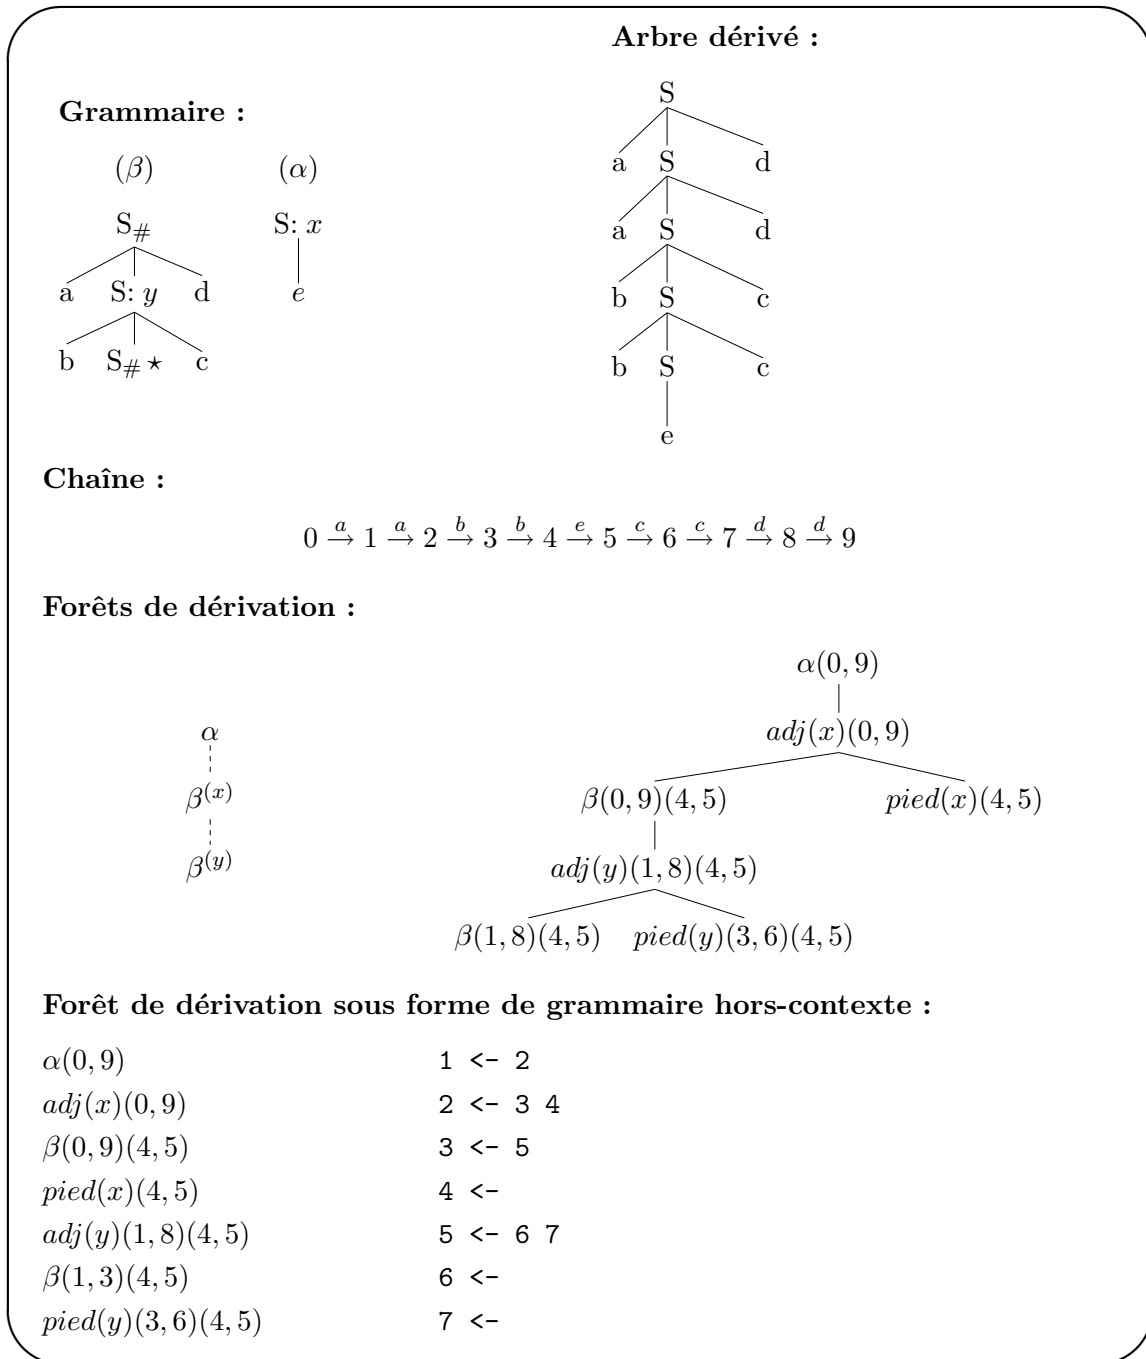 Arbre dérivé :
Grammaire :
(β) (α)
S# S: x
a S: y d e
b S# ⋆ c
S
a S d
a S d
b S c
b S c
e
Chaîne :
0 →a 1 →a 2 →b 3 →b 4 →e 5 →c 6 →c 7 →d 8 →d 9
Forêts de dérivation :
α
β(x)
β(y)
α(0, 9)
adj(x)(0, 9)
β(0, 9)(4, 5) pied(x)(4, 5)
adj(y)(1, 8)(4, 5)
β(1, 8)(4, 5) pied(y)(3, 6)(4, 5)
Forêt de dérivation sous forme de grammaire hors-contexte :
α(0, 9) 1 <- 2
adj(x)(0, 9) 2 <- 3 4
β(0, 9)(4, 5) 3 <- 5
pied(x)(4, 5) 4 <-
adj(y)(1, 8)(4, 5) 5 <- 6 7
β(1, 3)(4, 5) 6 <-
pied(y)(3, 6)(4, 5) 7 <-